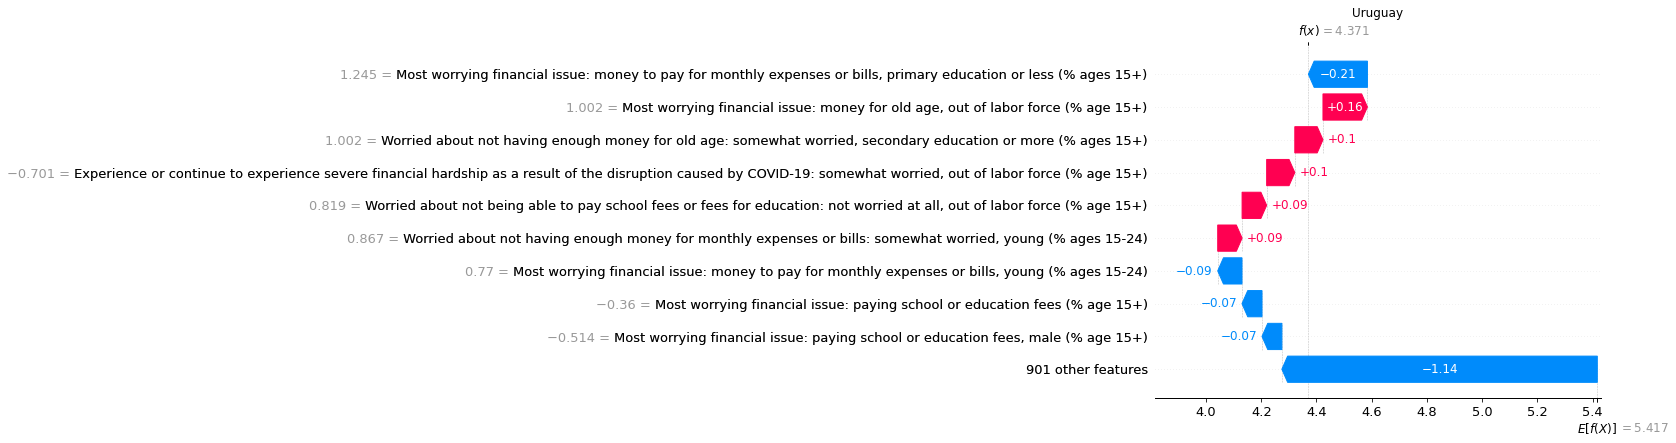 Uruguay
f(x) = 4.371
1.245 = Most worrying financial issue: money to pay for monthly expenses or bills, primary education or less (% ages 15+) −0.21
1.002 = Most worrying financial issue: money for old age, out of labor force (% age 15+) +0.16
1.002 = Worried about not having enough money for old age: somewhat worried, secondary education or more (% ages 15+) +0.1
−0.701 = Experience or continue to experience severe financial hardship as a result of the disruption caused by COVID-19: somewhat worried, out of labor force (% age 15+) +0.1
0.819 = Worried about not being able to pay school fees or fees for education: not worried at all, out of labor force (% age 15+) +0.09
0.867 = Worried about not having enough money for monthly expenses or bills: somewhat worried, young (% ages 15-24) +0.09
0.77 = Most worrying financial issue: money to pay for monthly expenses or bills, young (% ages 15-24) −0.09
−0.36 = Most worrying financial issue: paying school or education fees (% age 15+) −0.07
−0.514 = Most worrying financial issue: paying school or education fees, male (% age 15+) −0.07
901 other features −1.14
4.0 4.2 4.4 4.6 4.8 5.0 5.2 5.4
E[f(X)] = 5.417